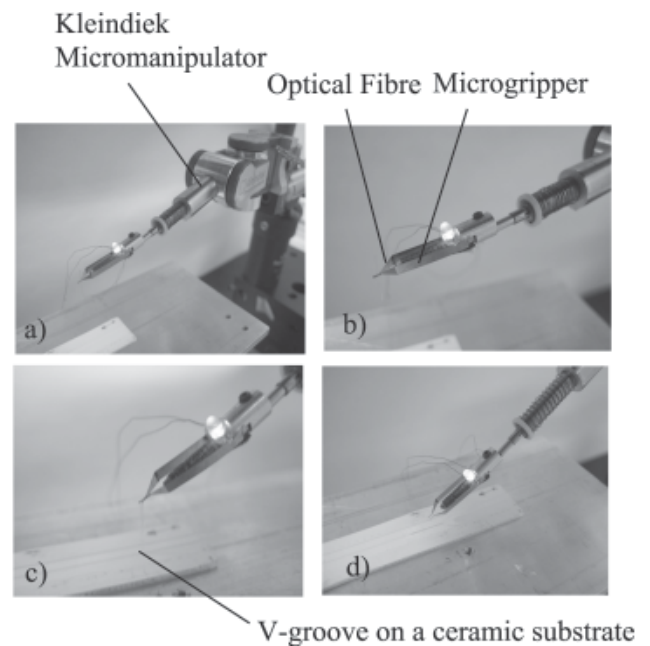 Kleindiek
Micromanipulator
Optical Fibre Microgripper
a)
b)
c)
d)
V-groove on a ceramic substrate